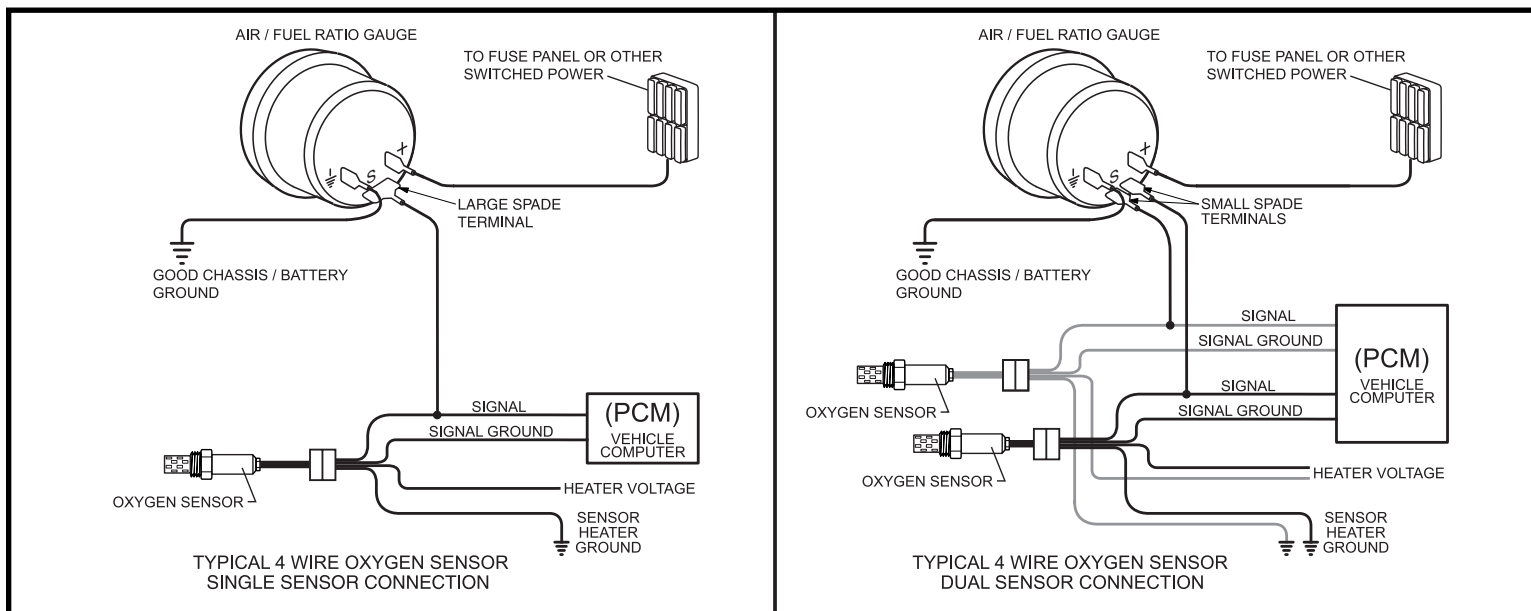 AIR / FUEL RATIO GAUGE
TO FUSE PANEL OR OTHER
SWITCHED POWER
X
S
LARGE SPADE
TERMINAL
GOOD CHASSIS / BATTERY
GROUND
SIGNAL
SIGNAL GROUND
(PCM)
VEHICLE
COMPUTER
OXYGEN SENSOR
HEATER VOLTAGE
SENSOR
HEATER
GROUND
TYPICAL 4 WIRE OXYGEN SENSOR
SINGLE SENSOR CONNECTION
AIR / FUEL RATIO GAUGE
TO FUSE PANEL OR OTHER
SWITCHED POWER
X
S
SMALL SPADE
TERMINALS
GOOD CHASSIS / BATTERY
GROUND
SIGNAL
SIGNAL GROUND
(PCM)
VEHICLE
COMPUTER
SIGNAL
SIGNAL GROUND
OXYGEN SENSOR
OXYGEN SENSOR
HEATER VOLTAGE
SENSOR
HEATER
GROUND
TYPICAL 4 WIRE OXYGEN SENSOR
DUAL SENSOR CONNECTION